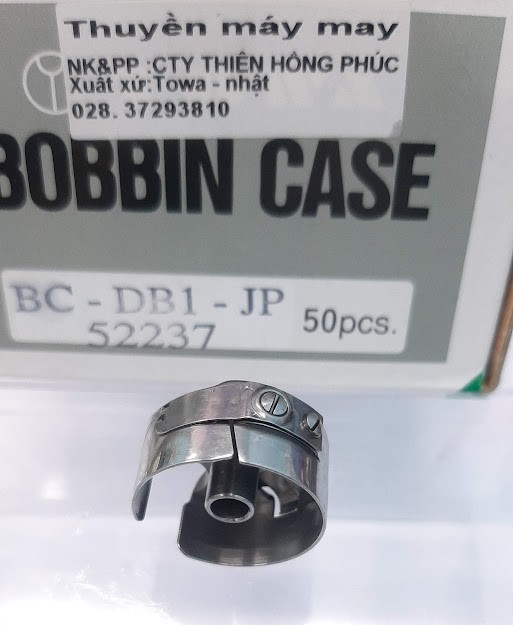 Thuyền máy may
NK&PP :CTY THIÊN HỒNG PHÚC
Xuất xứ:Towa - nhật
028. 37293810
BOBBIN CASE
BC - DB1 - JP
52237
50pcs.